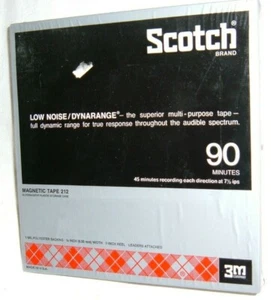 Scotch®
BRAND
LOW NOISE/DYNARANGE®— the superior multi-purpose tape —
full dynamic range for true response throughout the audible spectrum.
90
MINUTES
45 minutes recording each direction at 7½ ips
MAGNETIC TAPE 212
3M